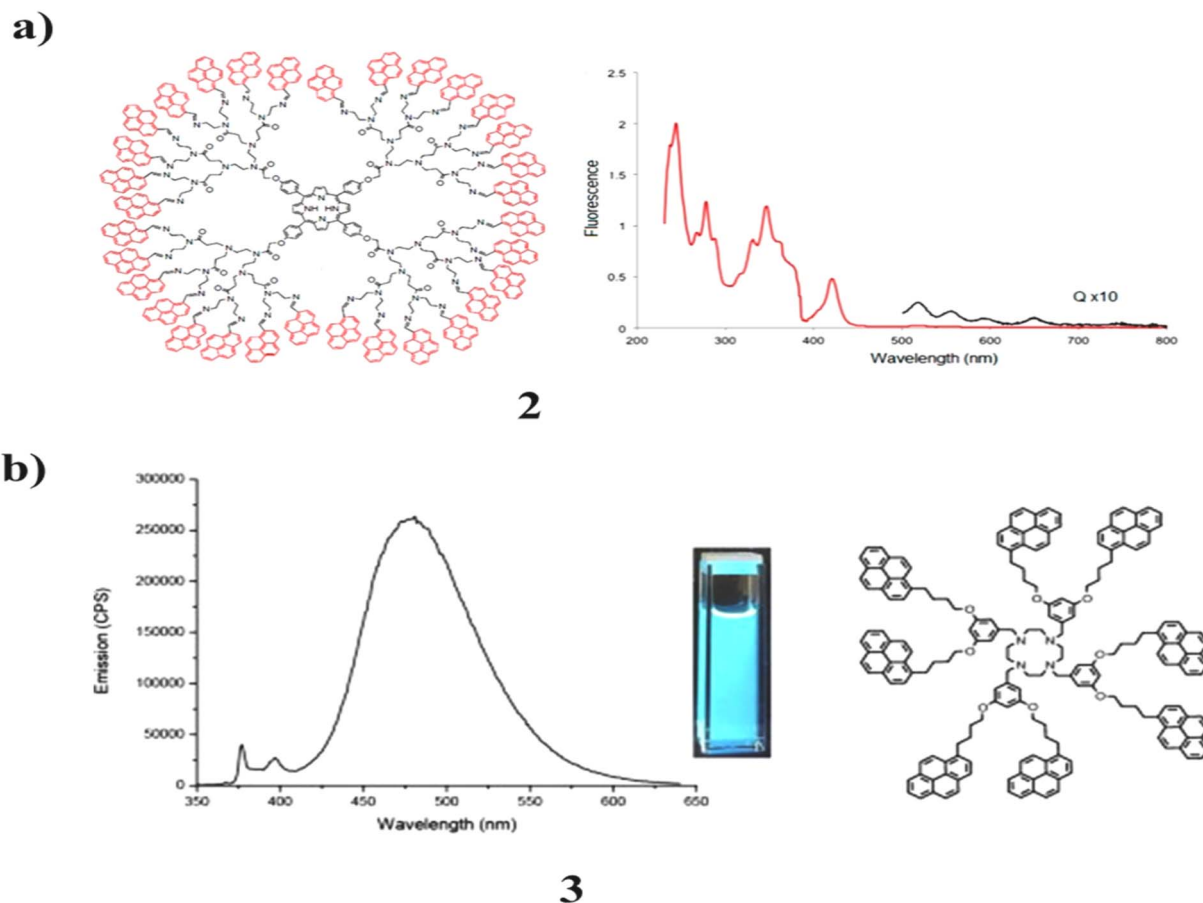 a)
2.5
2
1.5
1
0.5
0
Fluorescence
Q x10
200 300 400 500 600 700 800
Wavelength (nm)
NH HN
2
b)
300000
250000
200000
150000
100000
50000
0
Emission (CPS)
350 400 450 500 550 600 650
Wavelength (nm)
3